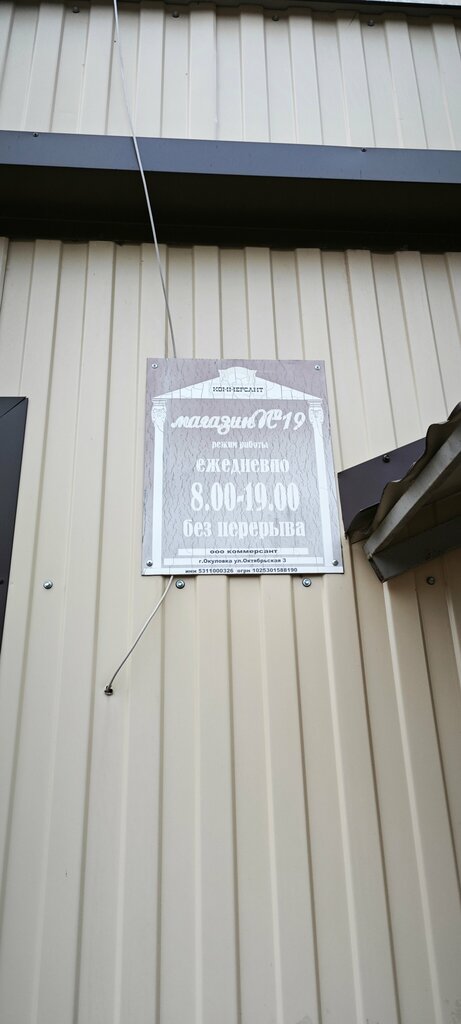 КОММЕРСАНТ
магазин№19
режим работы
ежедневно
8.00-19.00
без перерыва
ООО КОММЕРСАНТ
г.Окуловка ул.Октябрьская 3
инн 5311000326 огрн 1025301588190